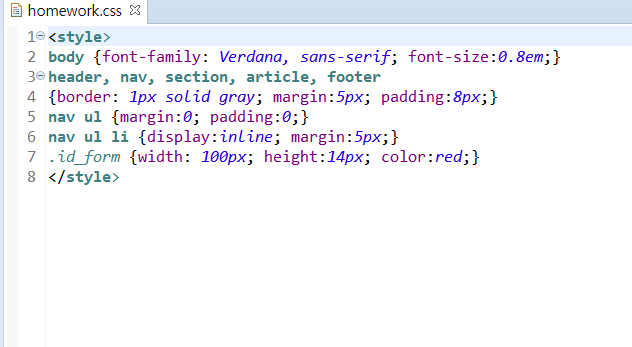 homework.css
1 <style>
2 body {font-family: Verdana, sans-serif; font-size:0.8em;}
3 header, nav, section, article, footer
4 {border: 1px solid gray; margin:5px; padding:8px;}
5 nav ul {margin:0; padding:0;}
6 nav ul li {display:inline; margin:5px;}
7 .id_form {width: 100px; height:14px; color:red;}
8 </style>